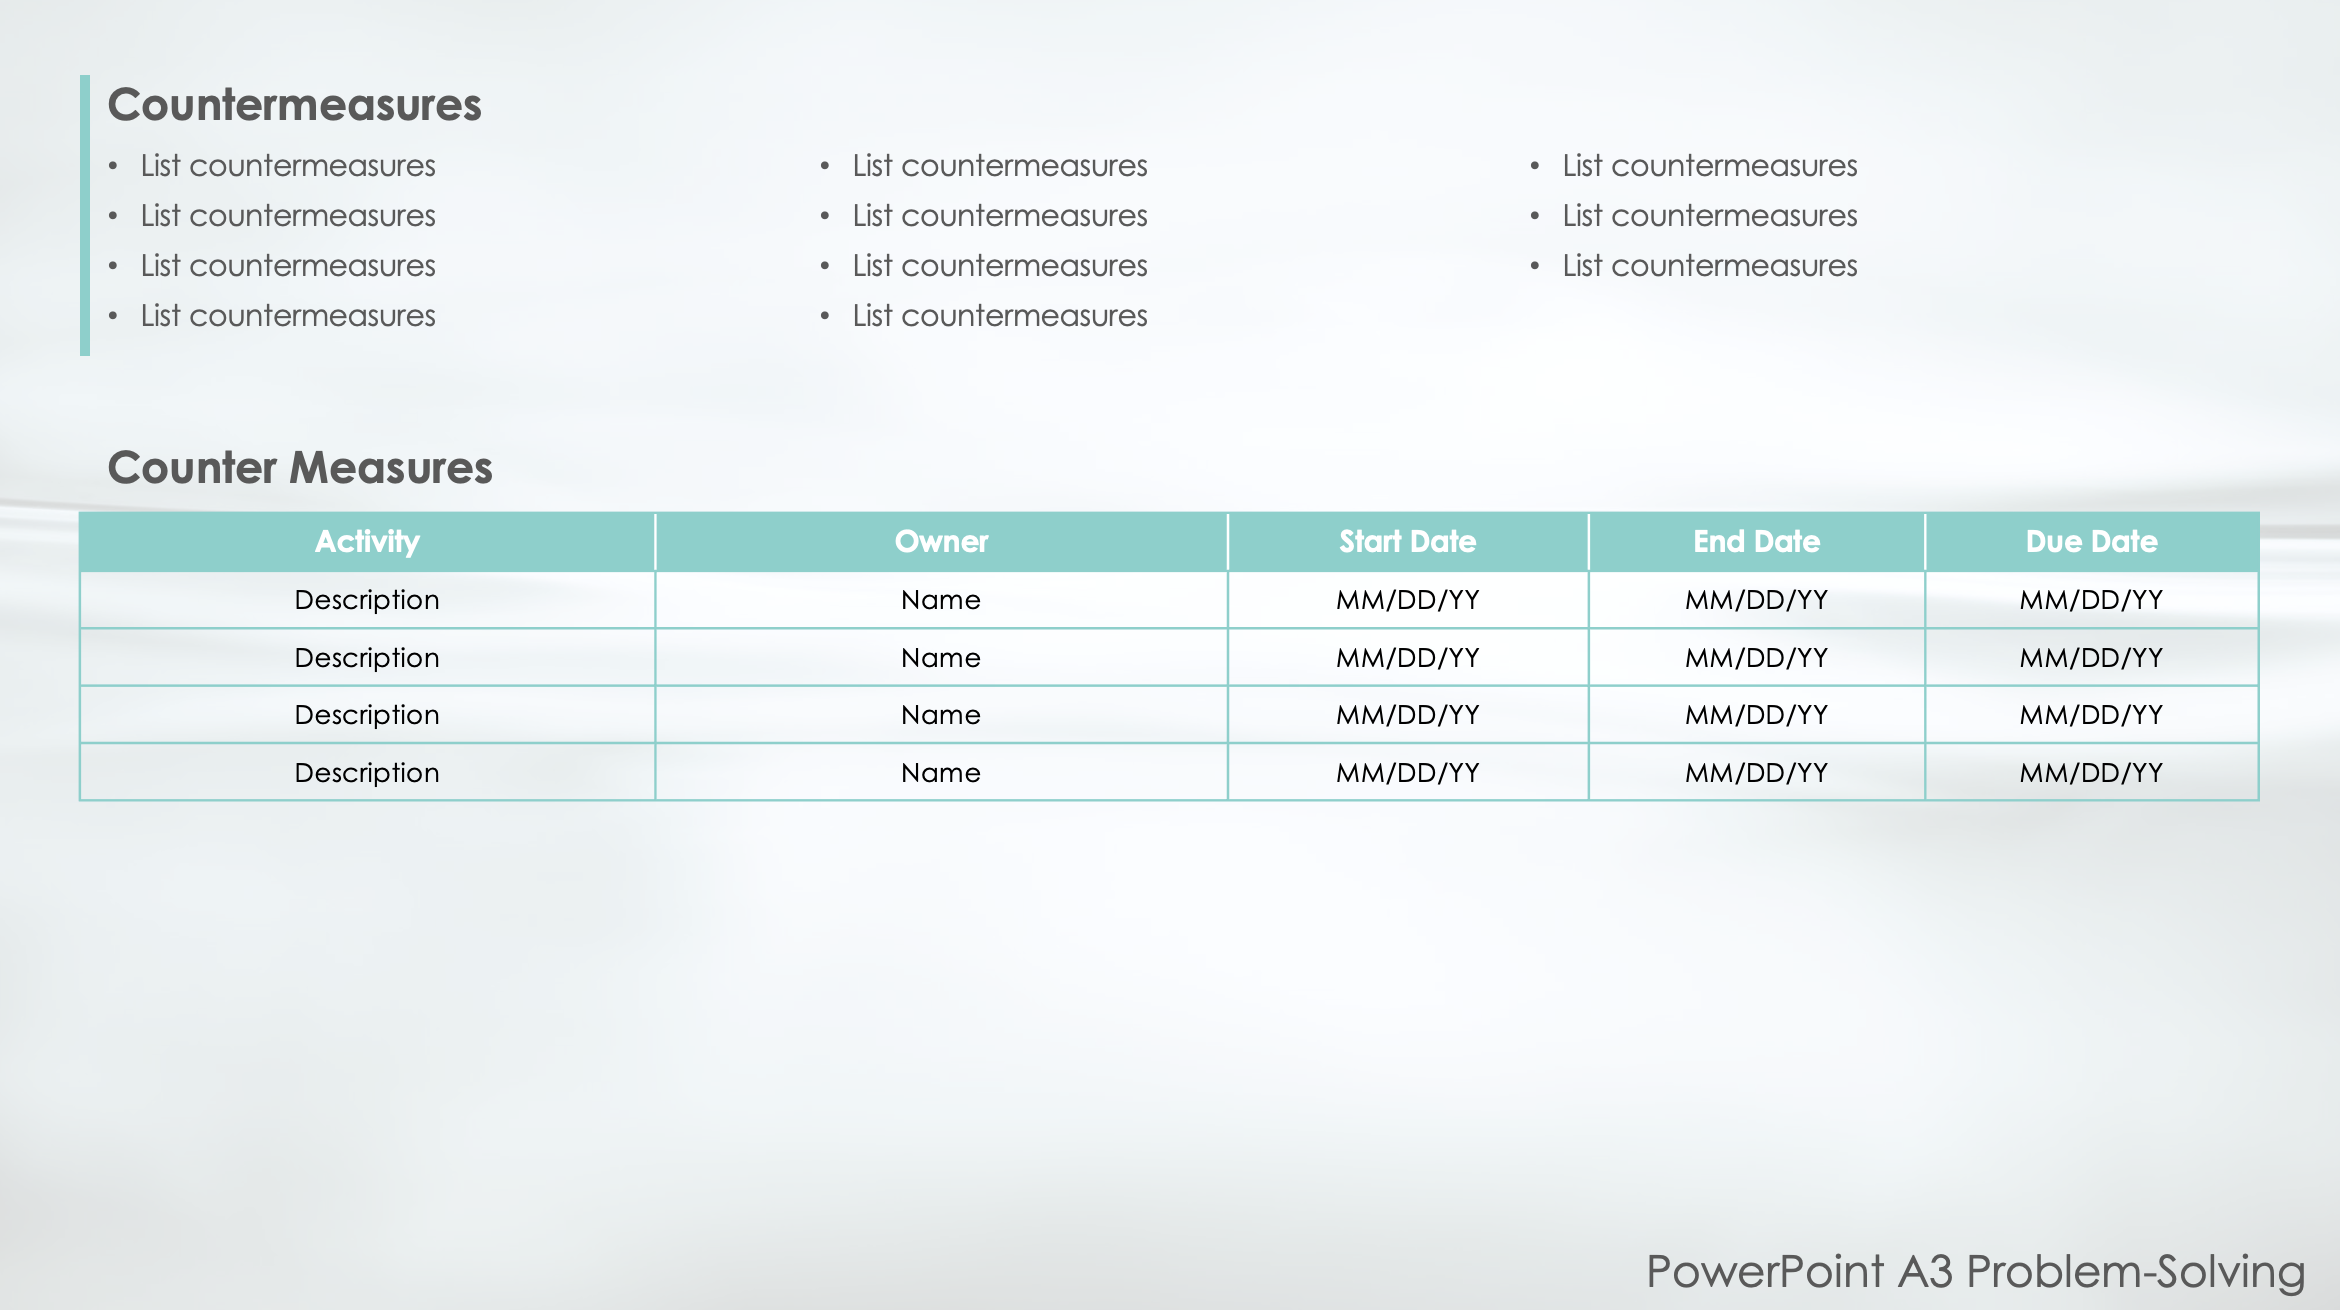 Countermeasures
• List countermeasures
• List countermeasures
• List countermeasures
• List countermeasures
• List countermeasures
• List countermeasures
• List countermeasures
• List countermeasures
• List countermeasures
• List countermeasures
• List countermeasures
Counter Measures
Activity Owner Start Date End Date Due Date
Description Name MM/DD/YY MM/DD/YY MM/DD/YY
Description Name MM/DD/YY MM/DD/YY MM/DD/YY
Description Name MM/DD/YY MM/DD/YY MM/DD/YY
Description Name MM/DD/YY MM/DD/YY MM/DD/YY
PowerPoint A3 Problem-Solving